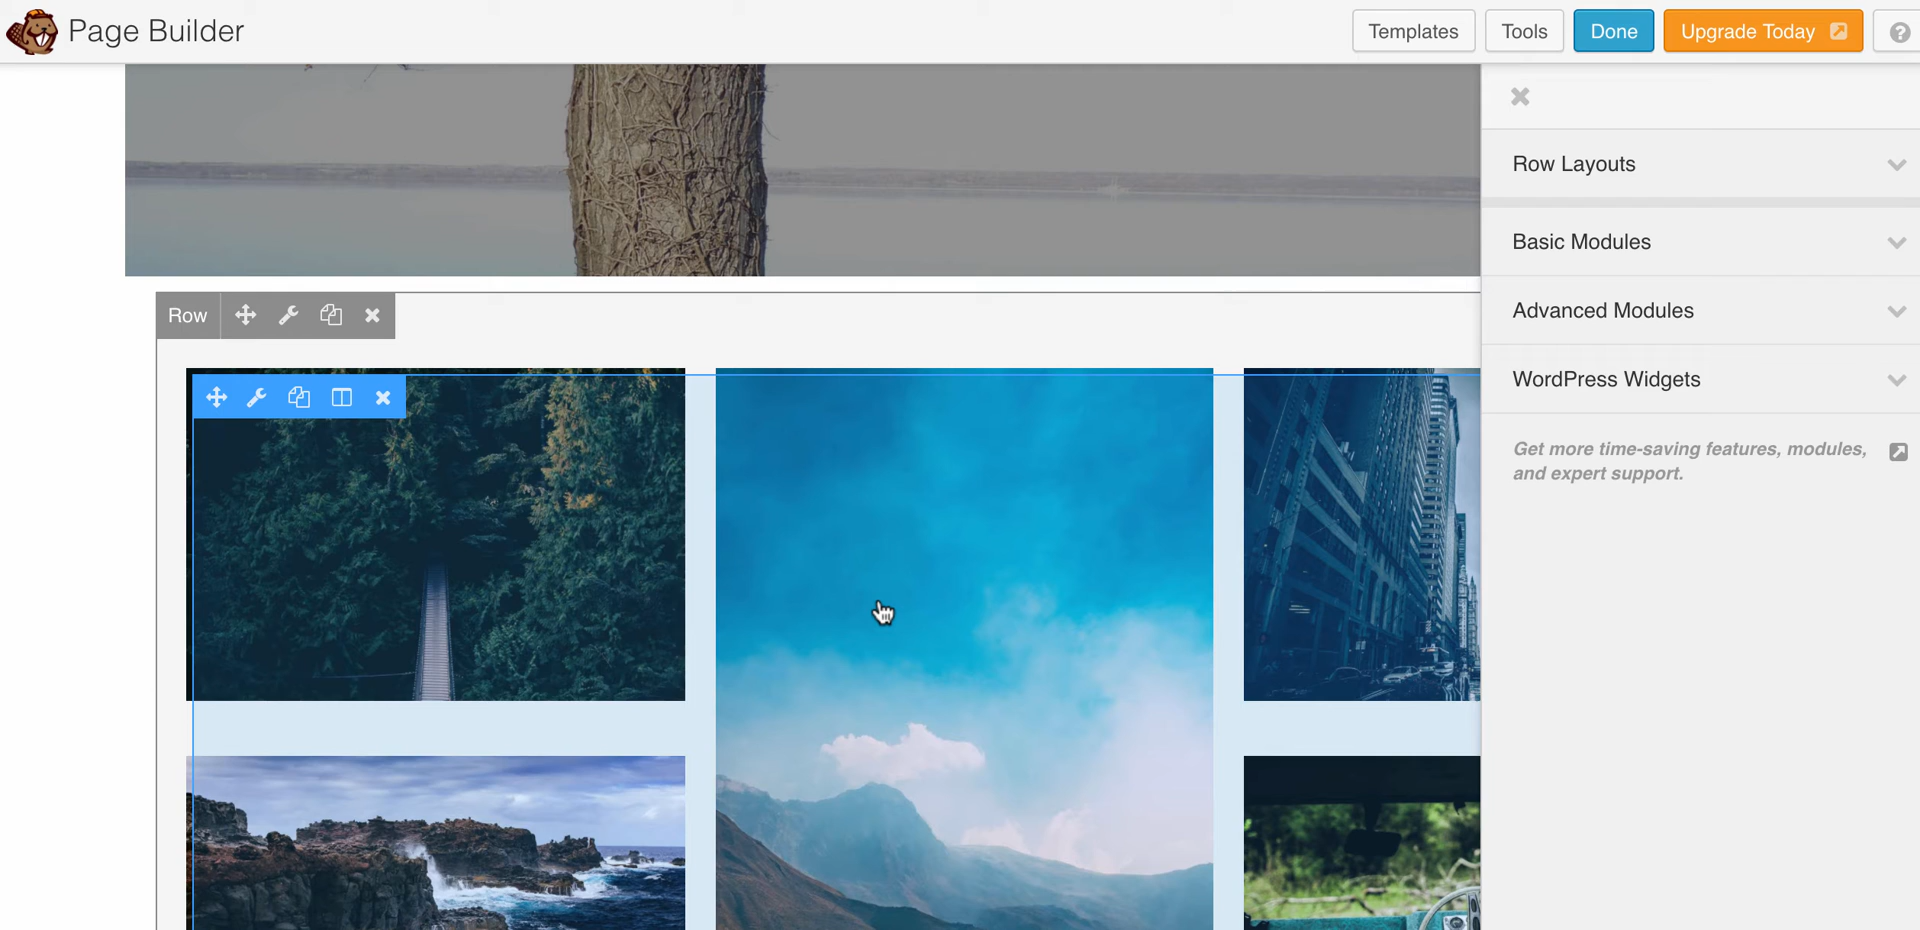 Page Builder
Templates
Tools
Done
Upgrade Today
?
Row Layouts
Basic Modules
Advanced Modules
WordPress Widgets
Get more time-saving features, modules,
and expert support.
Row